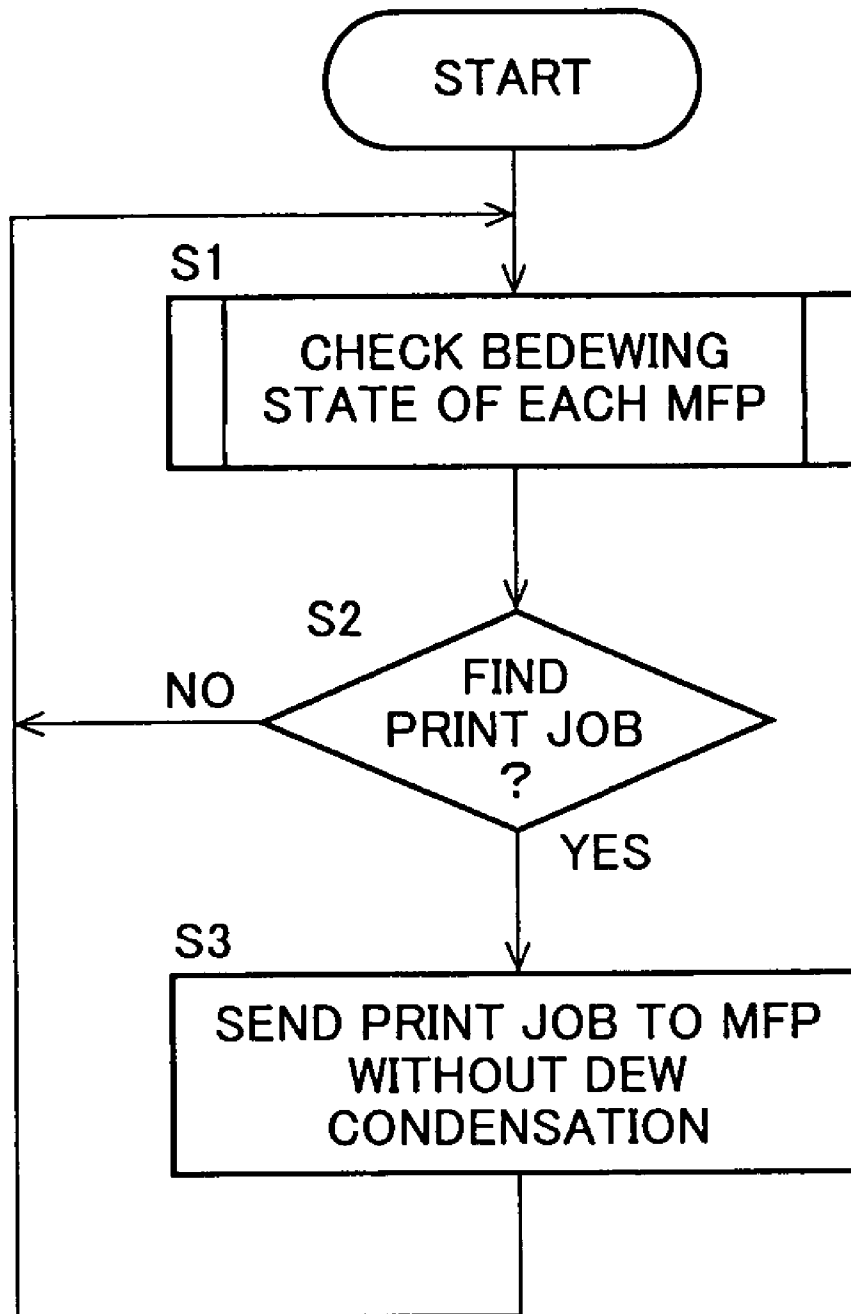 START
S1
CHECK BEDEWING
STATE OF EACH MFP
S2
FIND
PRINT JOB
?
NO
YES
S3
SEND PRINT JOB TO MFP
WITHOUT DEW
CONDENSATION